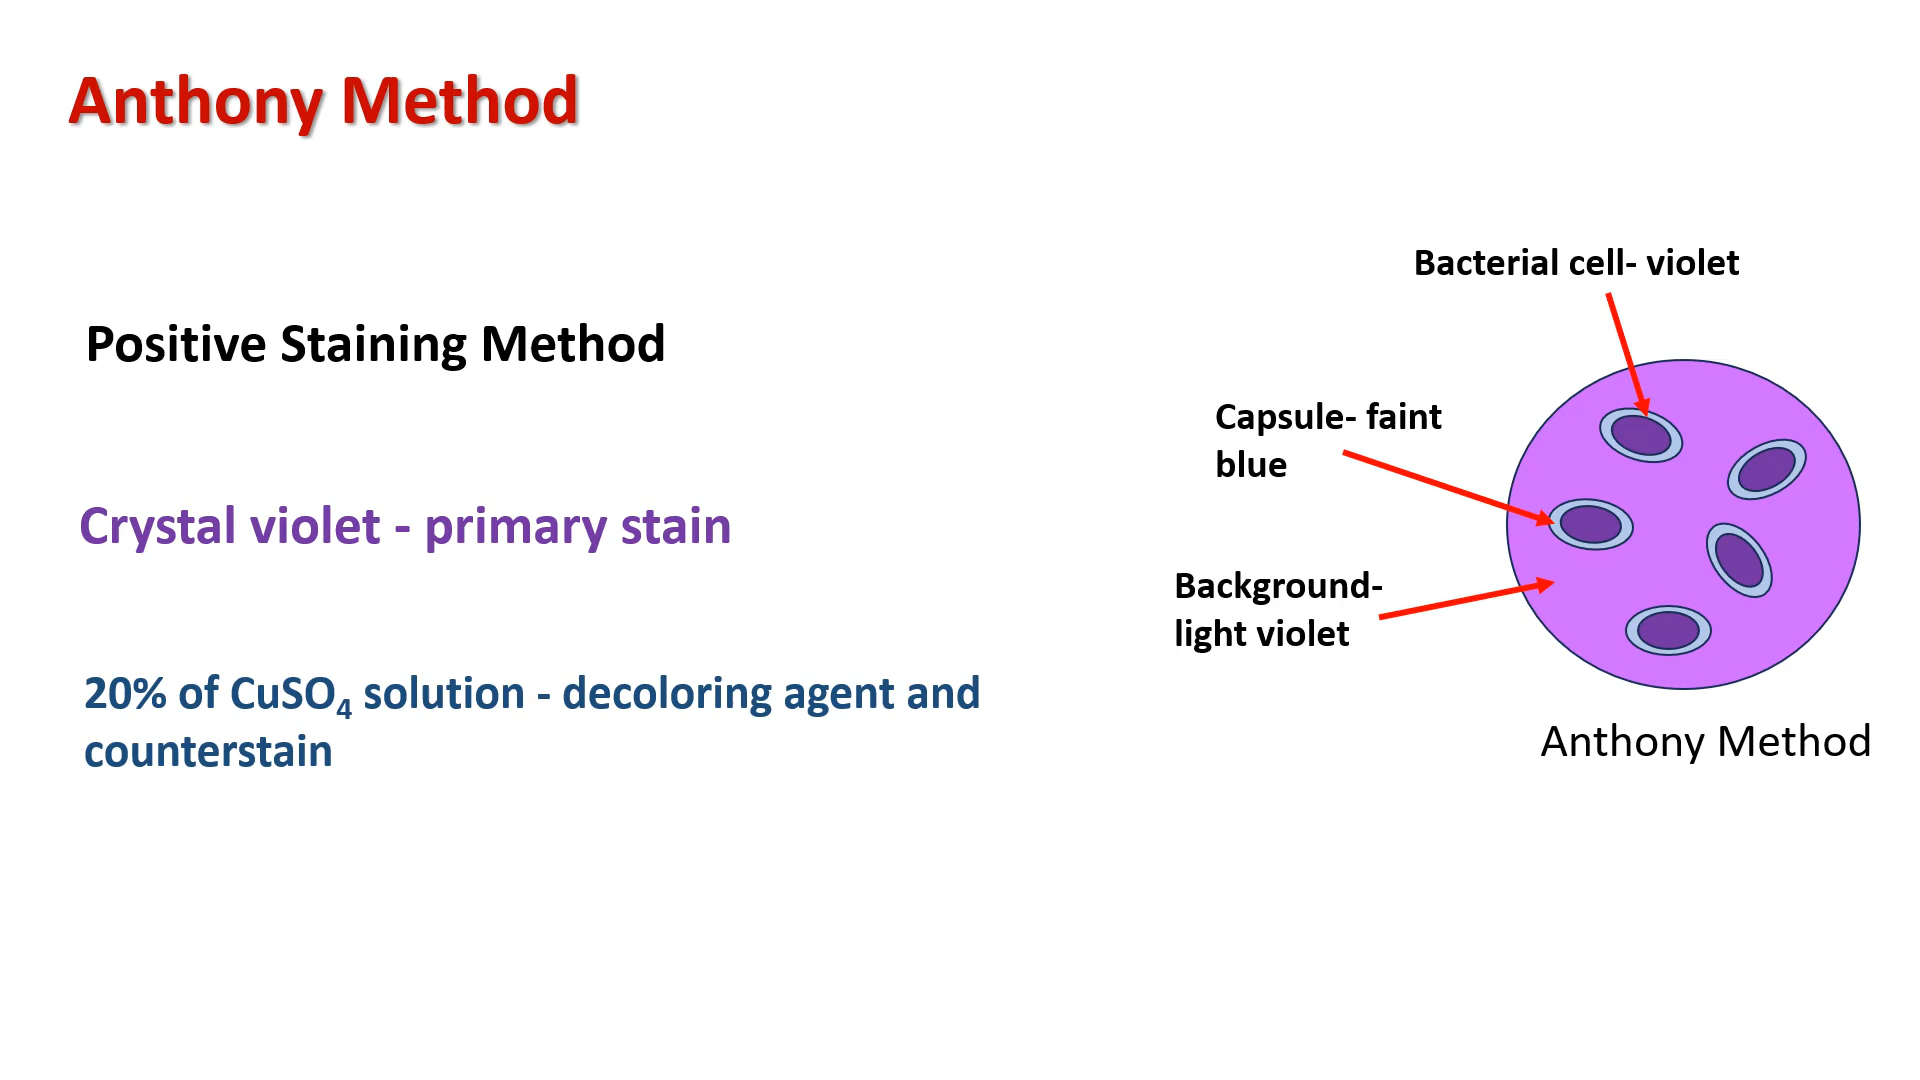 Anthony Method
Positive Staining Method
Crystal violet - primary stain
20% of CuSO₄ solution - decoloring agent and
counterstain
Bacterial cell- violet
Capsule- faint
blue
Background-
light violet
Anthony Method